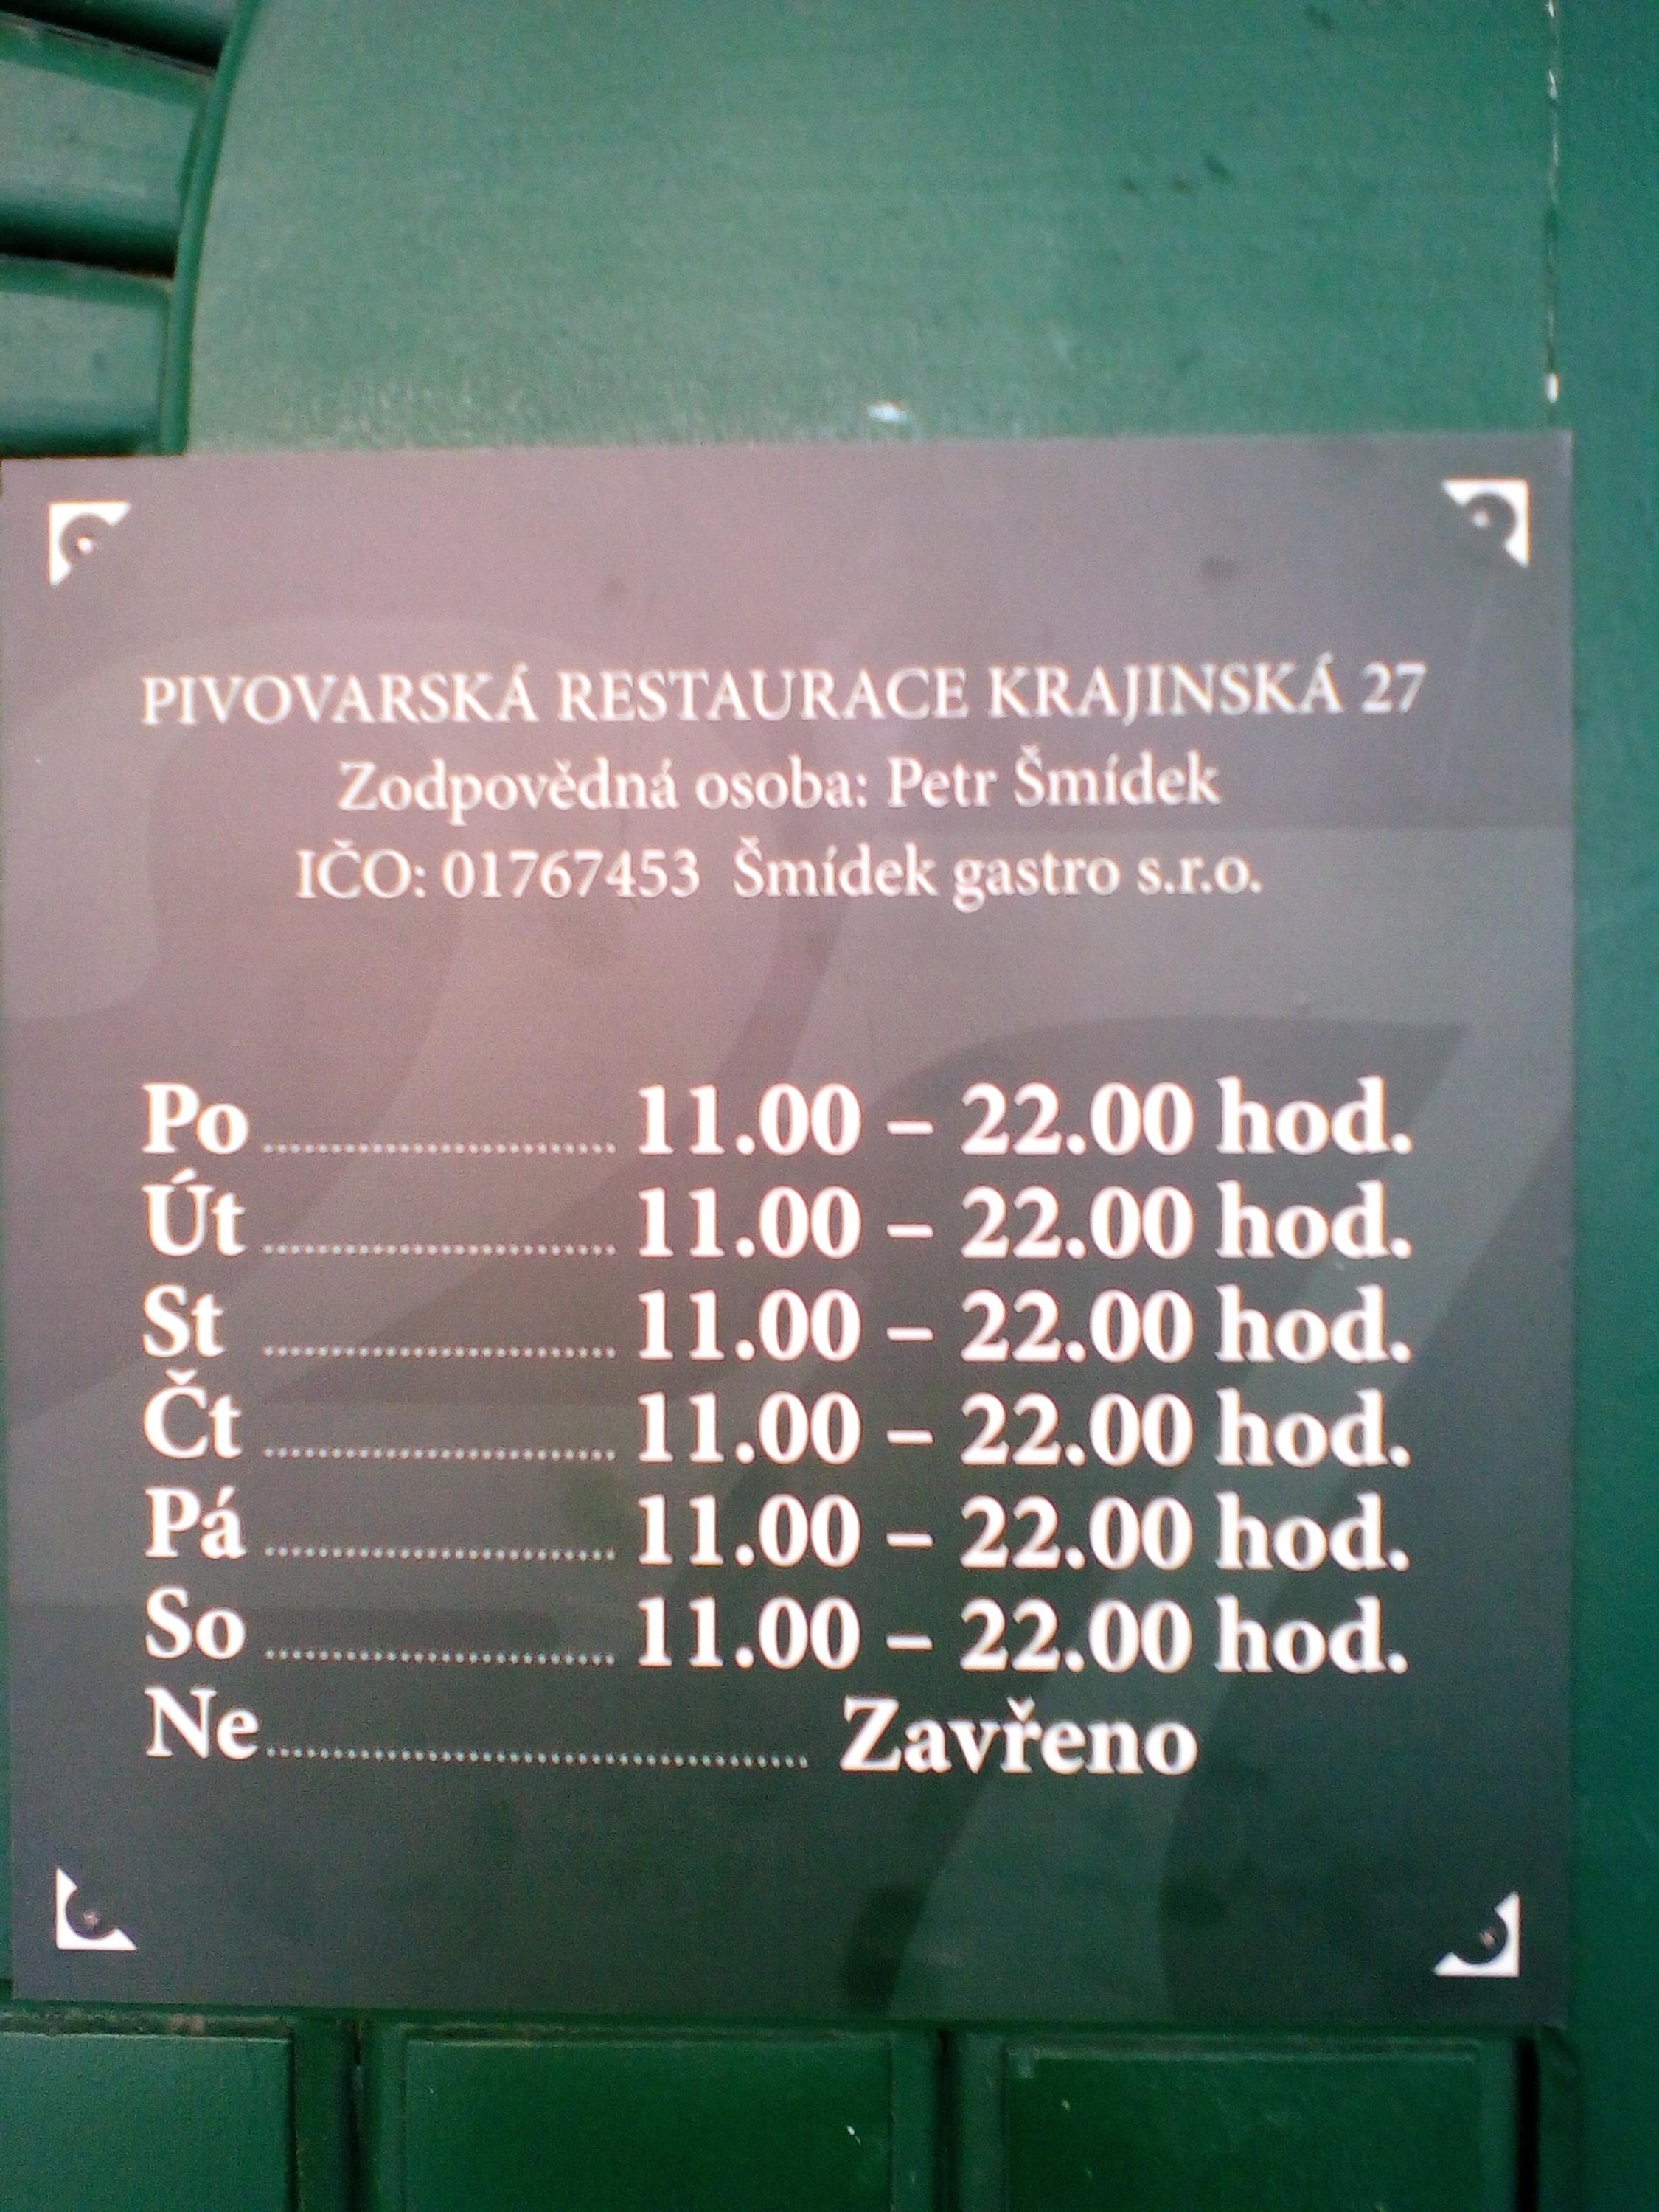 PIVOVARSKÁ RESTAURACE KRAJINSKÁ 27
Zodpovědná osoba: Petr Šmídek
IČO: 01767453 Šmídek gastro s.r.o.
Po ........................ 11.00 – 22.00 hod.
Út ........................ 11.00 – 22.00 hod.
St ........................ 11.00 – 22.00 hod.
Čt ........................ 11.00 – 22.00 hod.
Pá ........................ 11.00 – 22.00 hod.
So ........................ 11.00 – 22.00 hod.
Ne.................................... Zavřeno